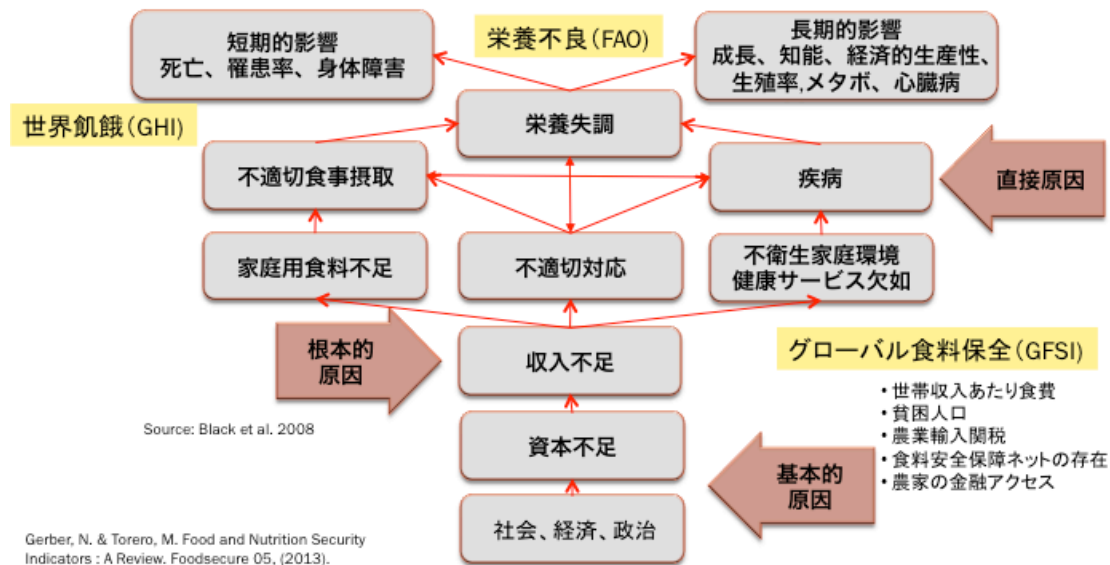 短期的影響
死亡、罹患率、身体障害
栄養不良(FAO)
長期的影響
成長、知能、経済的生産性、
生殖率,メタボ、心臓病
世界飢餓(GHI)
栄養失調
不適切食事摂取
疾病
直接原因
家庭用食料不足
不適切対応
不衛生家庭環境
健康サービス欠如
根本的
原因
収入不足
グローバル食料保全(GFSI)
• 世帯収入あたり食費
• 貧困人口
• 農業輸入関税
• 食料安全保障ネットの存在
• 農家の金融アクセス
Source: Black et al. 2008
資本不足
基本的
原因
社会、経済、政治
Gerber, N. & Torero, M. Food and Nutrition Security
Indicators : A Review. Foodsecure 05, (2013).